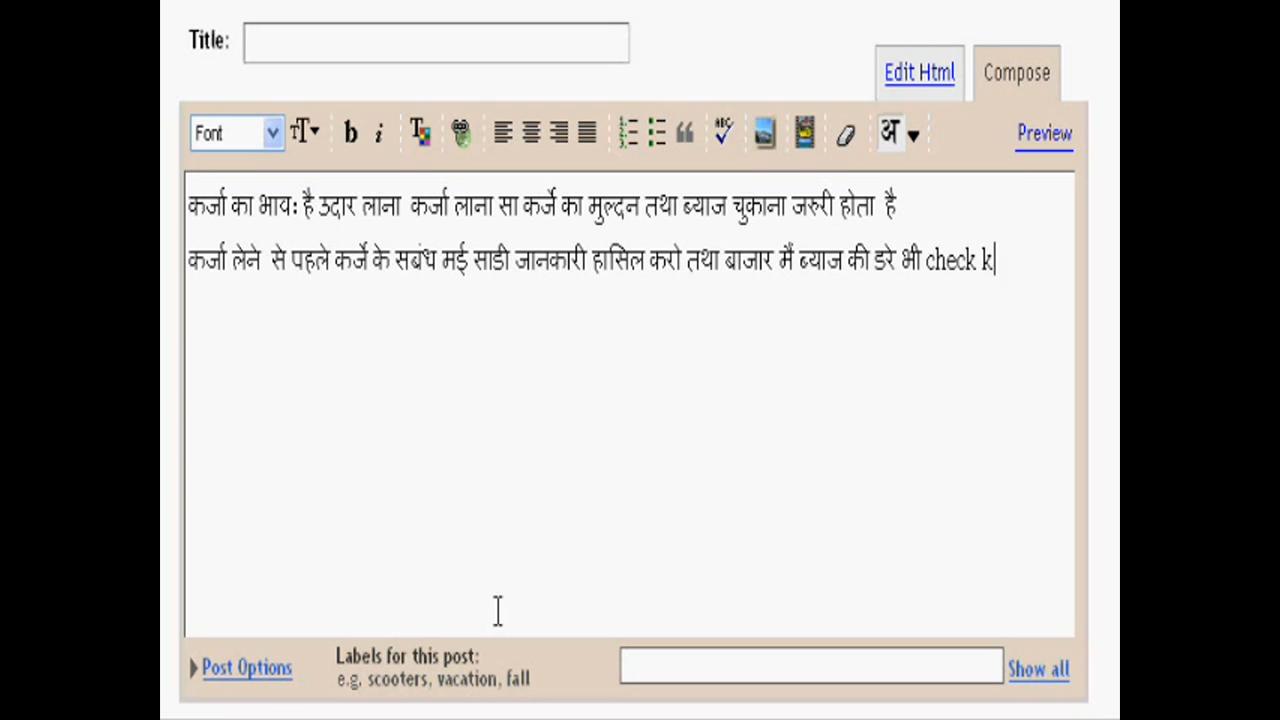 Title:
Edit Html
Compose
Font
b i
ABC
अ
Preview
कर्जा का भाव: है उदार लाना कर्जा लाना सा कर्जे का मुल्दन तथा ब्याज चुकाना जरुरी होता है
कर्जा लेने से पहले कर्जे के सबंध मई साडी जानकारी हासिल करो तथा बाजार मैं ब्याज की डरे भी check k
Post Options
Labels for this post:
e.g. scooters, vacation, fall
Show all